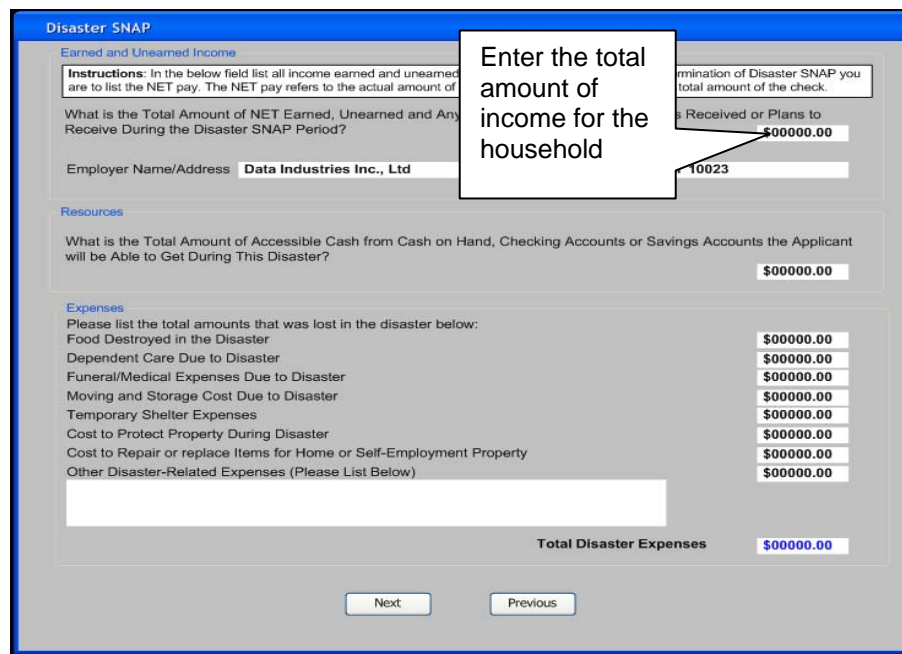 Disaster SNAP
Earned and Unearned Income
Instructions: In the below field list all income earned and unearned rmination of Disaster SNAP you
are to list the NET pay. The NET pay refers to the actual amount of total amount of the check.
What is the Total Amount of NET Earned, Unearned and Any s Received or Plans to
Receive During the Disaster SNAP Period? $00000.00
Employer Name/Address Data Industries Inc., Ltd 10023
Enter the total
amount of
income for the
household
Resources
What is the Total Amount of Accessible Cash from Cash on Hand, Checking Accounts or Savings Accounts the Applicant
will be Able to Get During This Disaster?
$00000.00
Expenses
Please list the total amounts that was lost in the disaster below:
Food Destroyed in the Disaster $00000.00
Dependent Care Due to Disaster $00000.00
Funeral/Medical Expenses Due to Disaster $00000.00
Moving and Storage Cost Due to Disaster $00000.00
Temporary Shelter Expenses $00000.00
Cost to Protect Property During Disaster $00000.00
Cost to Repair or replace Items for Home or Self-Employment Property $00000.00
Other Disaster-Related Expenses (Please List Below) $00000.00
Total Disaster Expenses $00000.00
Next Previous